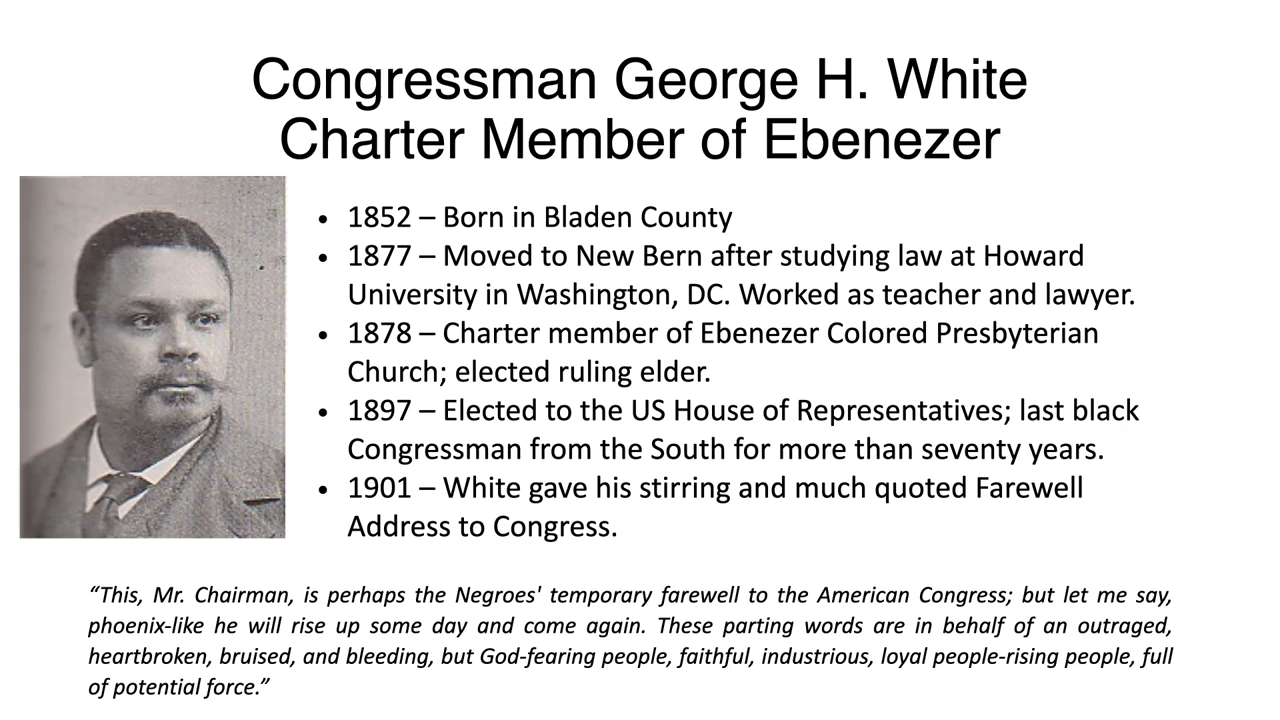 Congressman George H. White
Charter Member of Ebenezer
• 1852 – Born in Bladen County
• 1877 – Moved to New Bern after studying law at Howard
University in Washington, DC. Worked as teacher and lawyer.
• 1878 – Charter member of Ebenezer Colored Presbyterian
Church; elected ruling elder.
• 1897 – Elected to the US House of Representatives; last black
Congressman from the South for more than seventy years.
• 1901 – White gave his stirring and much quoted Farewell
Address to Congress.
“This, Mr. Chairman, is perhaps the Negroes' temporary farewell to the American Congress; but let me say,
phoenix-like he will rise up some day and come again. These parting words are in behalf of an outraged,
heartbroken, bruised, and bleeding, but God-fearing people, faithful, industrious, loyal people-rising people, full
of potential force.”